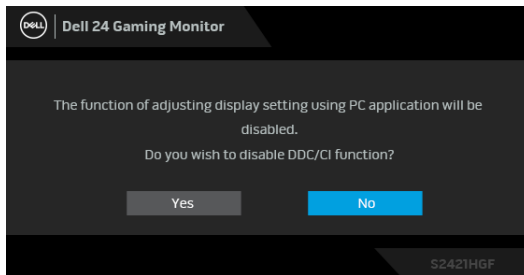 DELL
Dell 24 Gaming Monitor
The function of adjusting display setting using PC application will be
disabled.
Do you wish to disable DDC/CI function?
Yes No
S2421HGF